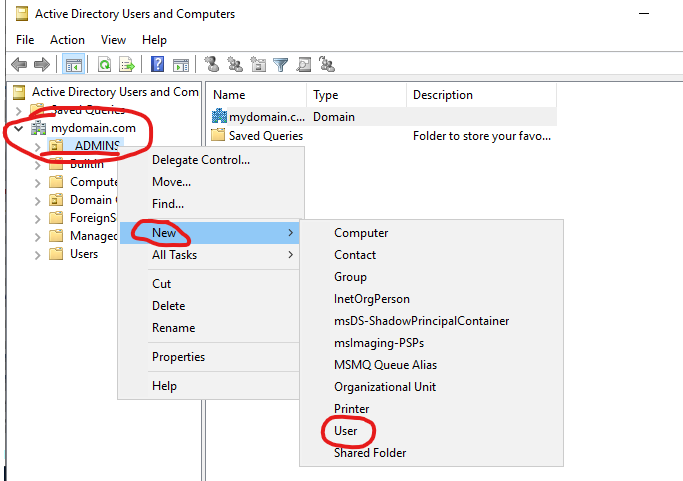 Active Directory Users and Computers
File Action View Help
Active Directory Users and Com
Saved Queries
mydomain.com
_ADMINS
Builtin
Compute
Domain C
ForeignS
Managed
Users
Name Type Description
mydomain.c... Domain
Saved Queries Folder to store your favo...
Delegate Control...
Move...
Find...
New
All Tasks
Cut
Delete
Rename
Properties
Help
Computer
Contact
Group
InetOrgPerson
msDS-ShadowPrincipalContainer
msImaging-PSPs
MSMQ Queue Alias
Organizational Unit
Printer
User
Shared Folder